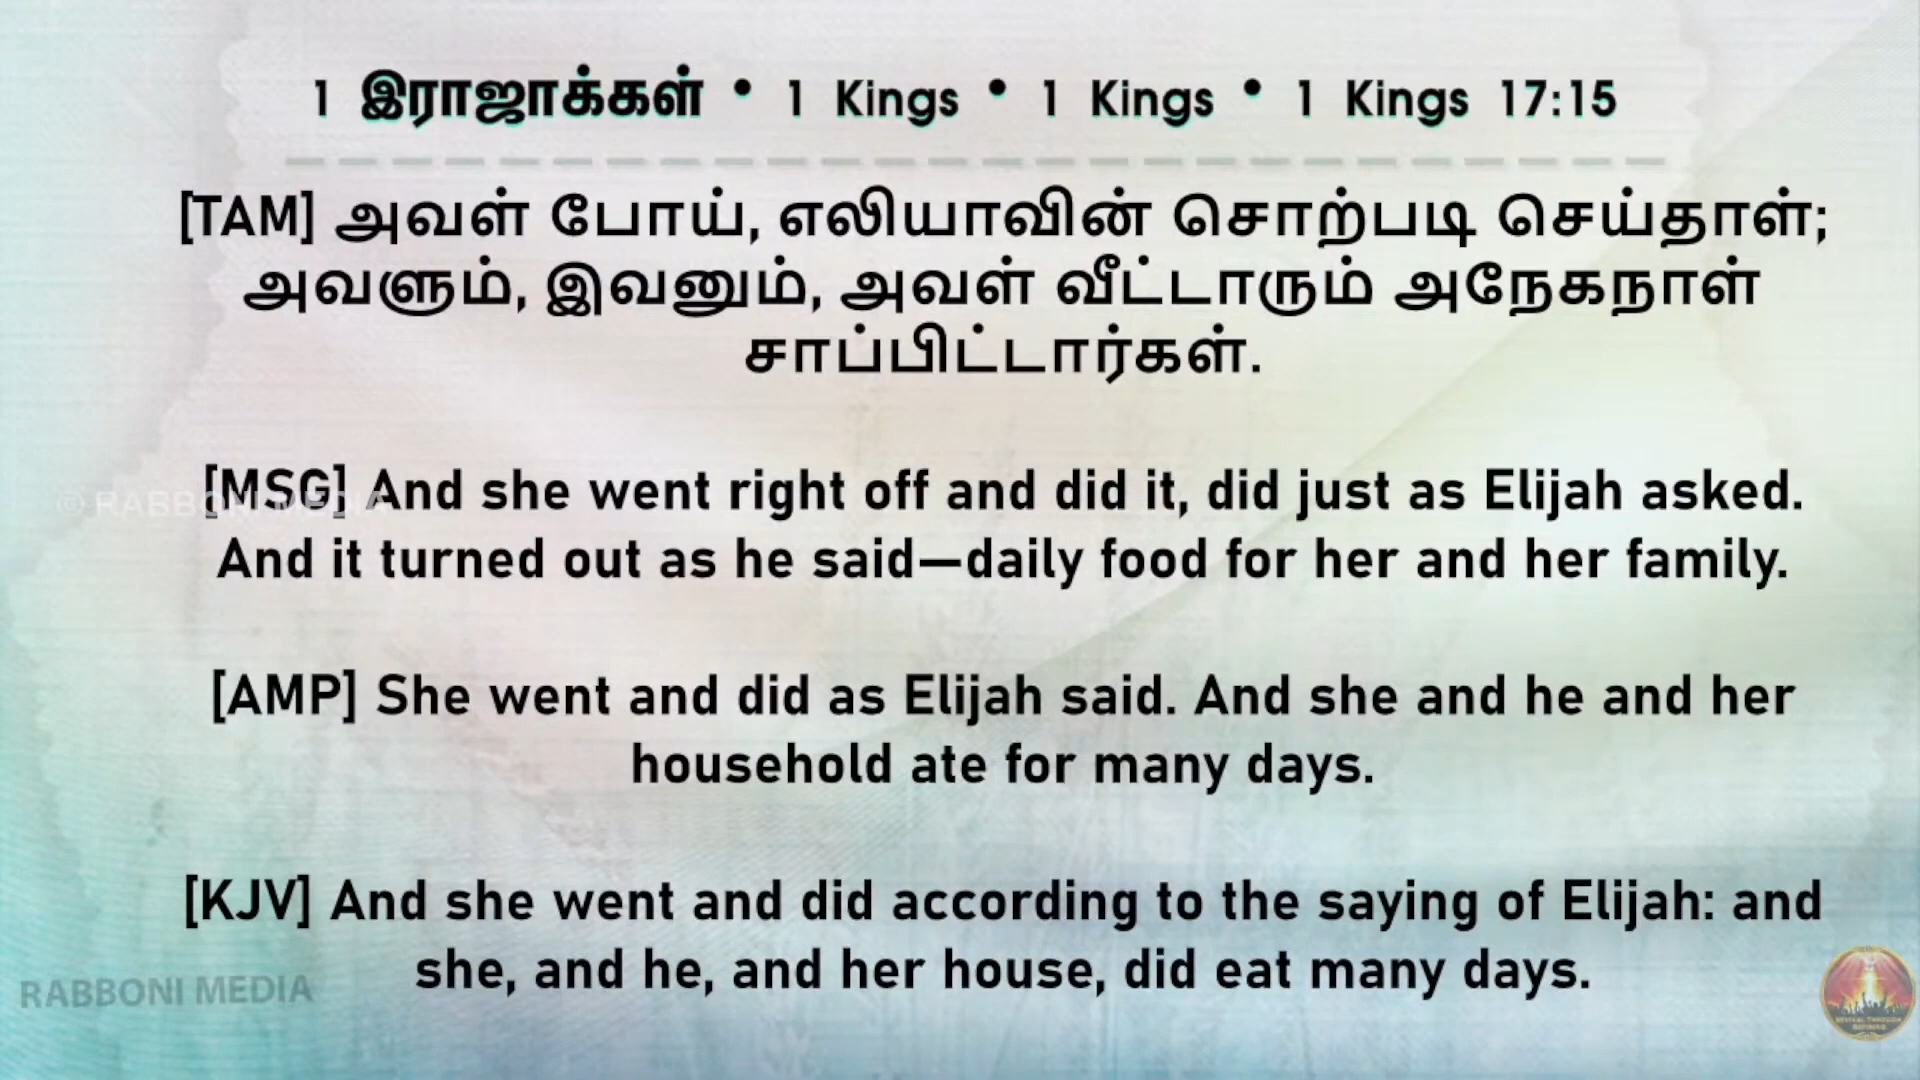 1 இராஜாக்கள் • 1 Kings • 1 Kings • 1 Kings 17:15
[TAM] அவள் போய், எலியாவின் சொற்படி செய்தாள்;
அவளும், இவனும், அவள் வீட்டாரும் அநேகநாள்
சாப்பிட்டார்கள்.
[MSG] And she went right off and did it, did just as Elijah asked.
© RABBONI MEDIA
And it turned out as he said—daily food for her and her family.
[AMP] She went and did as Elijah said. And she and he and her
household ate for many days.
[KJV] And she went and did according to the saying of Elijah: and
she, and he, and her house, did eat many days.
RABBONI MEDIA